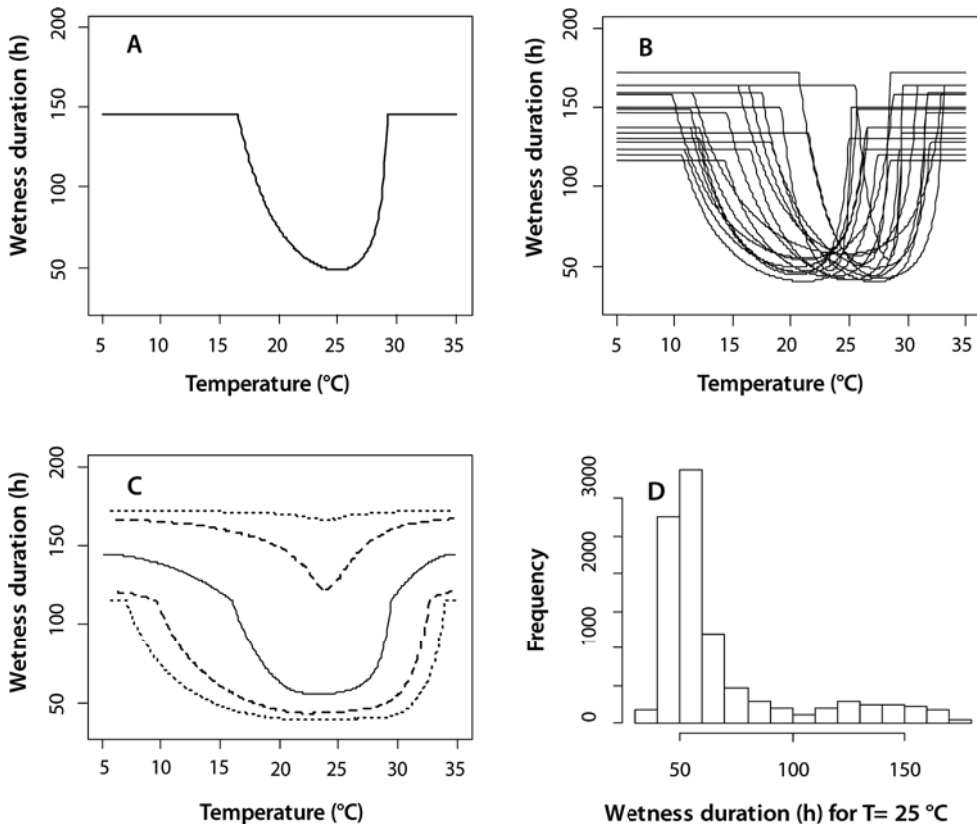 A
Wetness duration (h)
200
150
100
50
5 10 15 20 25 30 35
Temperature (°C)
B
Wetness duration (h)
200
150
100
50
5 10 15 20 25 30 35
Temperature (°C)
C
Wetness duration (h)
200
150
100
50
5 10 15 20 25 30 35
Temperature (°C)
D
Frequency
3000
2000
1000
0
50 100 150
Wetness duration (h) for T= 25 °C